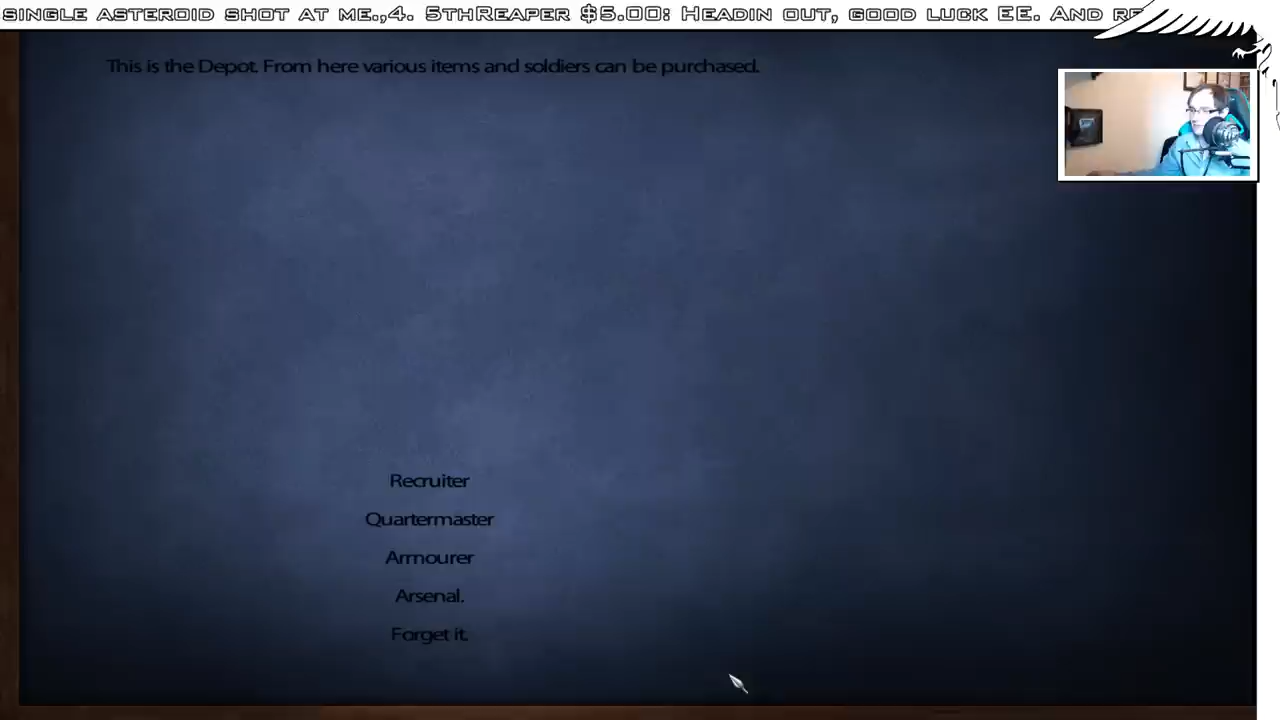 SINGLE ASTEROID SHOT AT ME.,4. 5THREAPER $5.00: HEADIN OUT, GOOD LUCK EE. AND
This is the Depot. From here various items and soldiers can be purchased.
Recruiter
Quartermaster
Armourer
Arsenal.
Forget it.